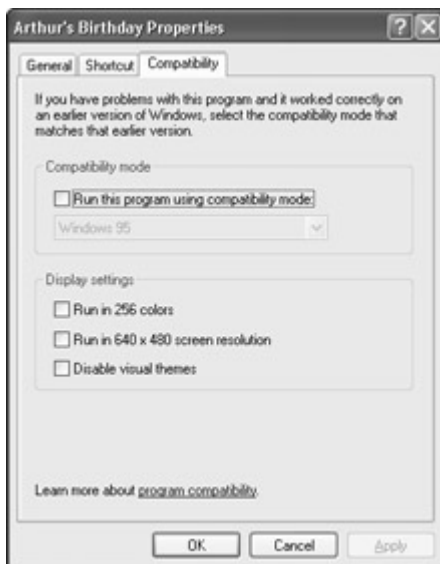 Arthur's Birthday Properties
General Shortcut Compatibility
If you have problems with this program and it worked correctly on
an earlier version of Windows, select the compatibility mode that
matches that earlier version.
Compatibility mode
Run this program using compatibility mode:
Windows 95
Display settings
Run in 256 colors
Run in 640 x 480 screen resolution
Disable visual themes
Learn more about program compatibility.
OK Cancel Apply